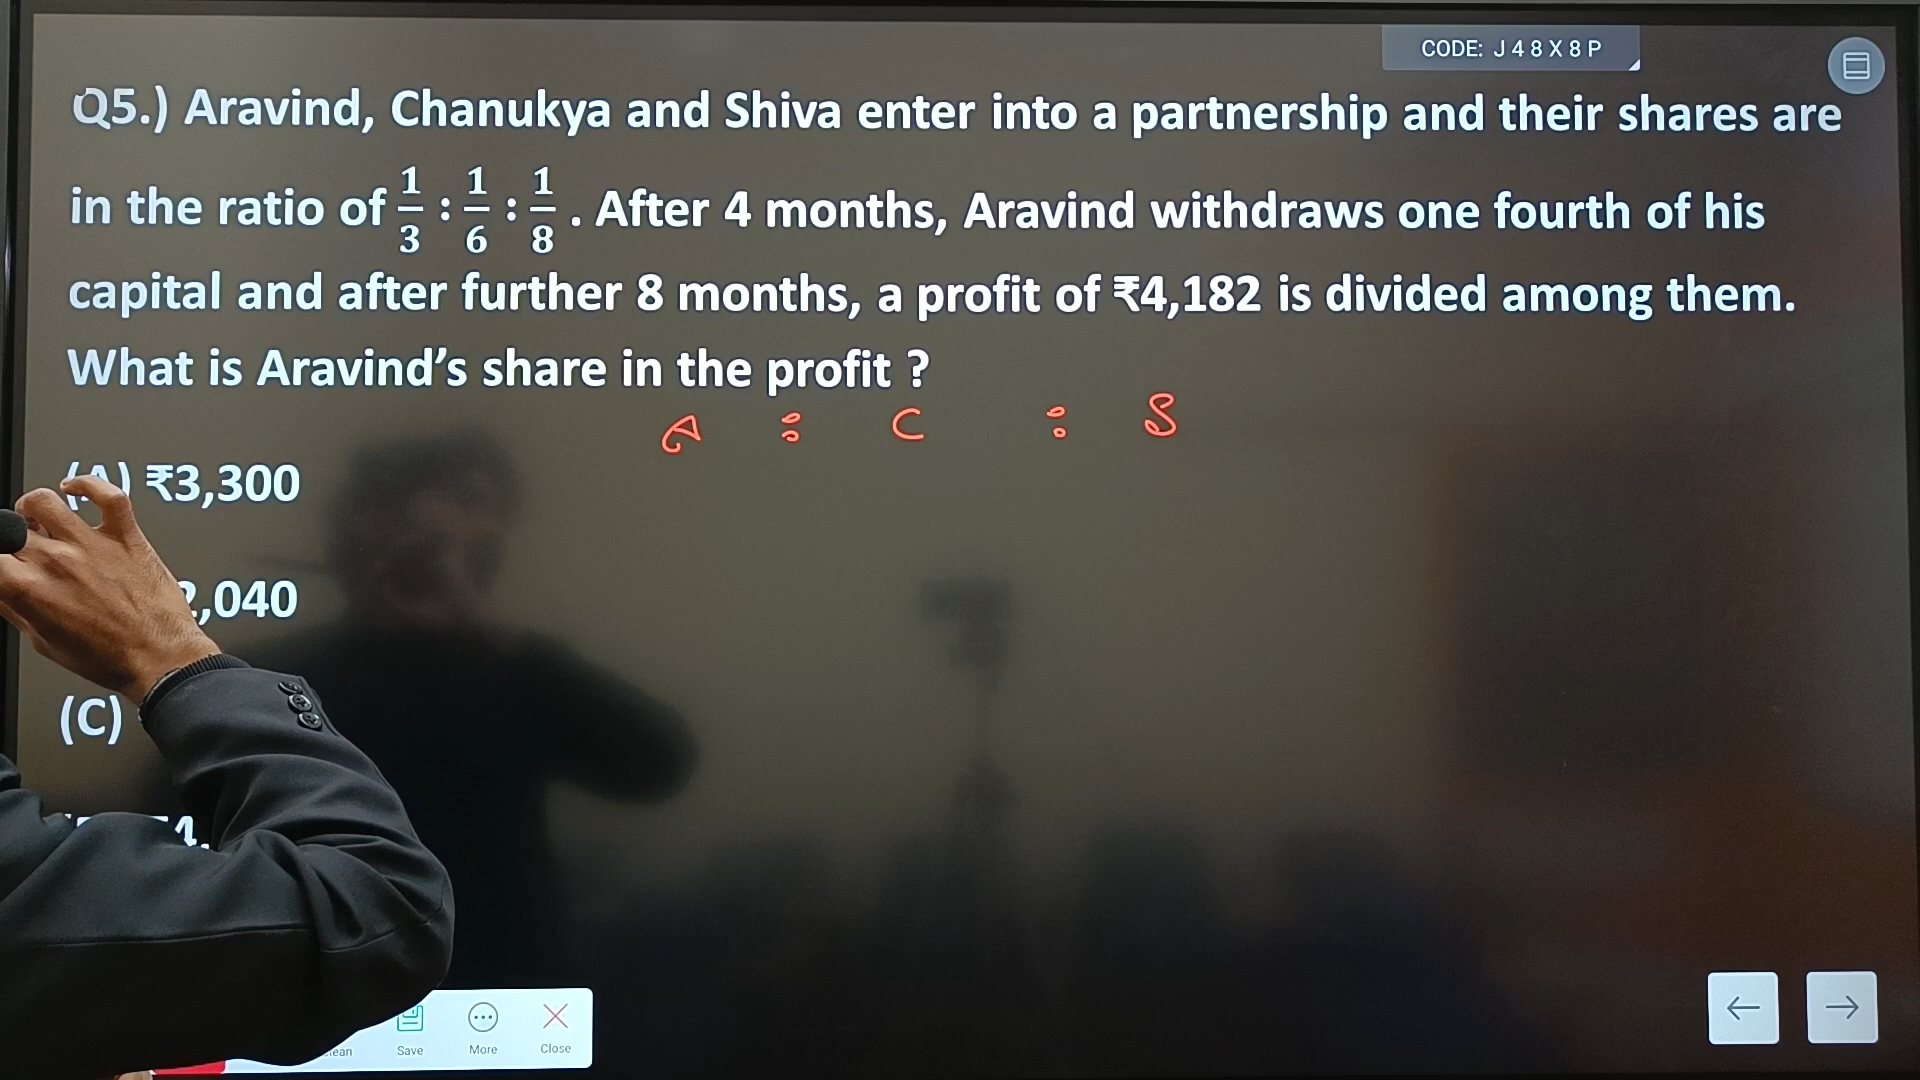 CODE: J48X8P
Q5.) Aravind, Chanukya and Shiva enter into a partnership and their shares are
in the ratio of 1/3 : 1/6 : 1/8 . After 4 months, Aravind withdraws one fourth of his
capital and after further 8 months, a profit of ₹4,182 is divided among them.
What is Aravind's share in the profit ?
A : C : S
(A) ₹3,300
2,040
(C)
Save More Close